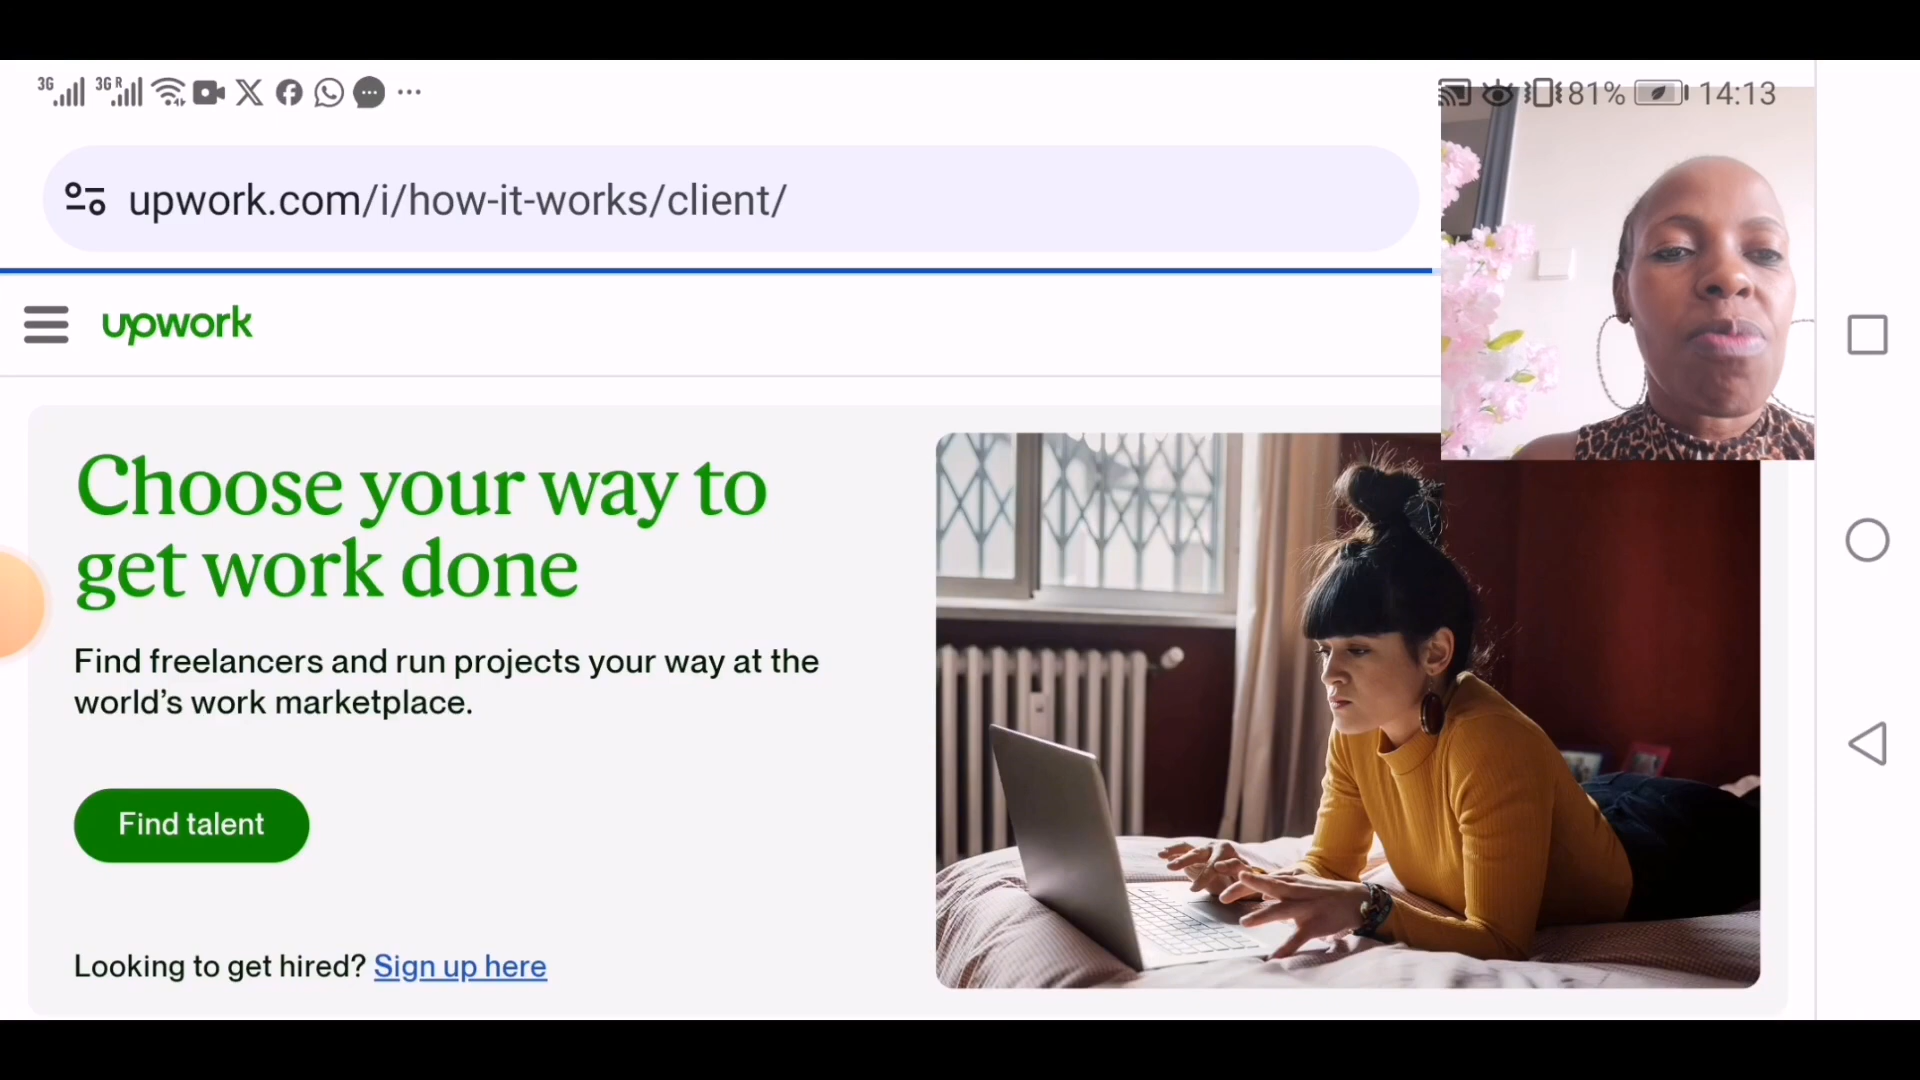 3G 3G R 81% 14:13
upwork.com/i/how-it-works/client/
upwork
Choose your way to
get work done
Find freelancers and run projects your way at the
world’s work marketplace.
Find talent
Looking to get hired? Sign up here